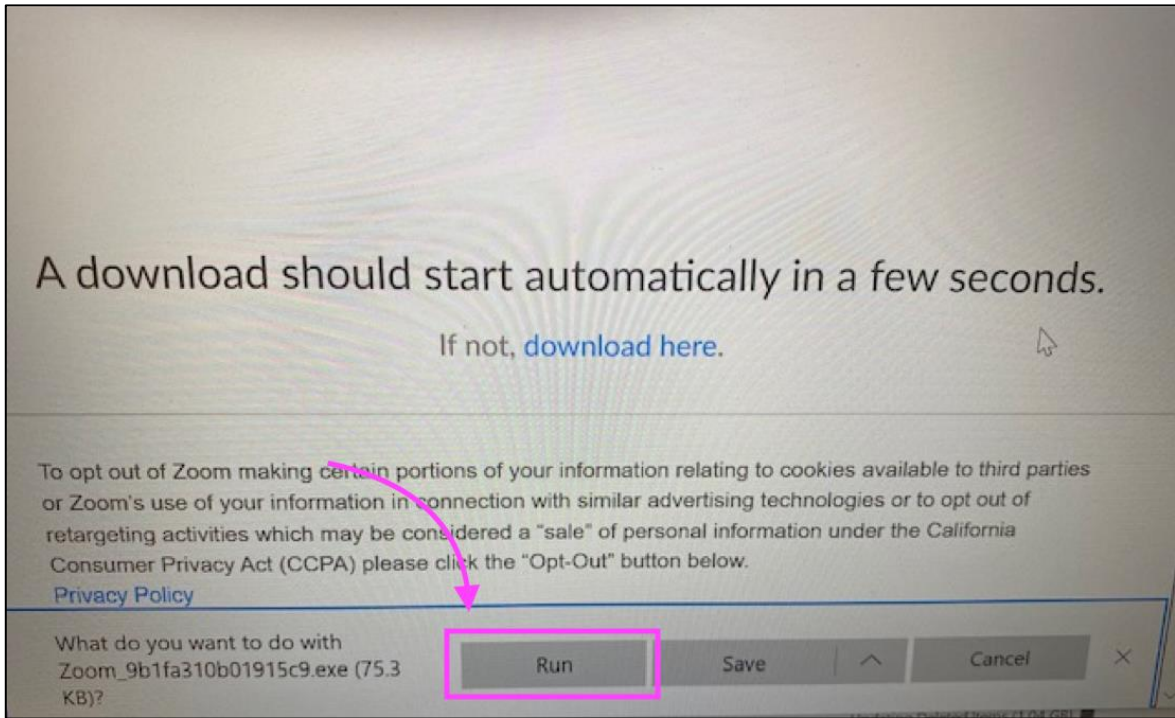 A download should start automatically in a few seconds.
If not, download here.
To opt out of Zoom making certain portions of your information relating to cookies available to third parties
or Zoom's use of your information in connection with similar advertising technologies or to opt out of
retargeting activities which may be considered a "sale" of personal information under the California
Consumer Privacy Act (CCPA) please click the "Opt-Out" button below.
Privacy Policy
What do you want to do with
Zoom_9b1fa310b01915c9.exe (75.3
KB)?
Run
Save
Cancel